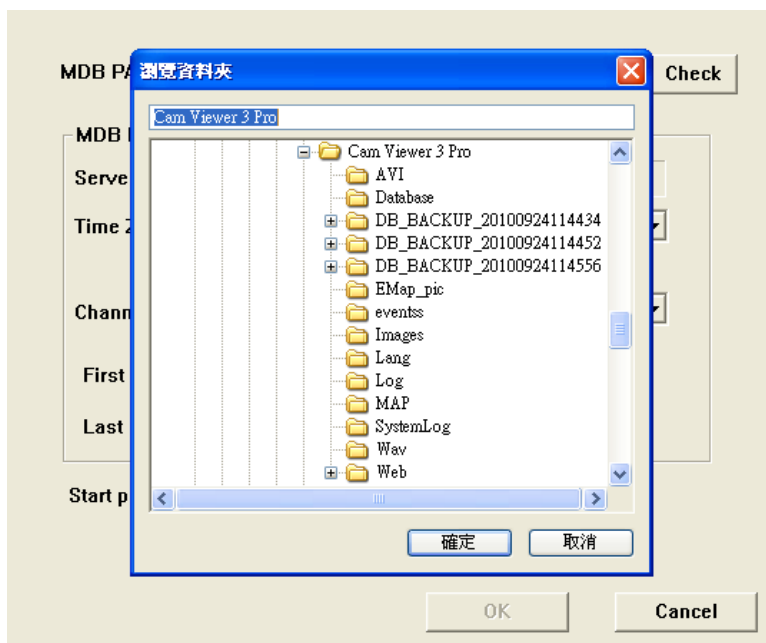 MDB PA
瀏覽資料夾
Check
Cam Viewer 3 Pro
MDB
Cam Viewer 3 Pro
AVI
Serve
Database
Time
DB_BACKUP_20100924114434
DB_BACKUP_20100924114452
DB_BACKUP_20100924114556
EMap_pic
Chann
eventss
Images
Lang
First
Log
MAP
Last
SystemLog
Wav
Web
Start p
確定
取消
OK
Cancel